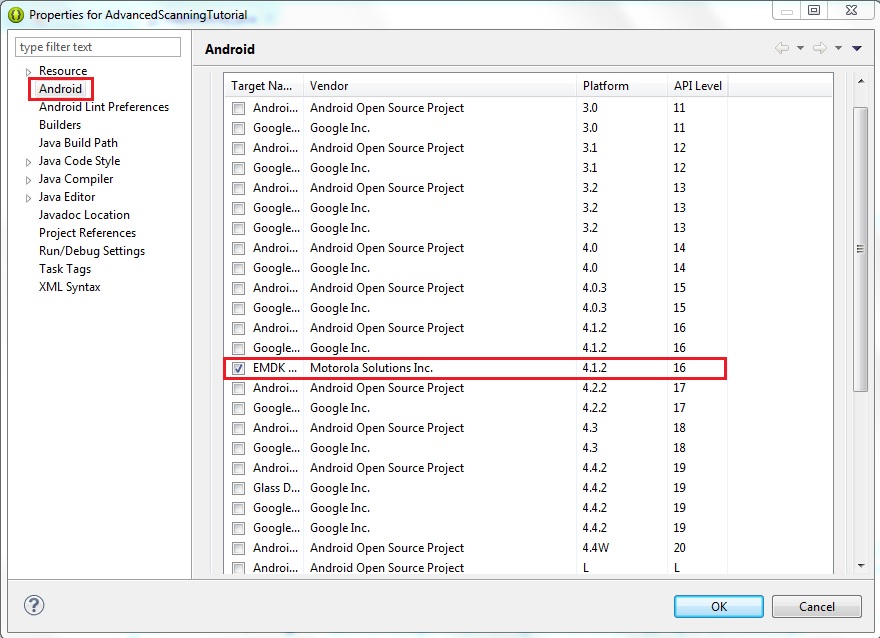 Properties for AdvancedScanningTutorial
type filter text
Resource
Android
Android Lint Preferences
Builders
Java Build Path
Java Code Style
Java Compiler
Java Editor
Javadoc Location
Project References
Run/Debug Settings
Task Tags
XML Syntax
Android
Target Na... Vendor Platform API Level
Androi... Android Open Source Project 3.0 11
Google... Google Inc. 3.0 11
Androi... Android Open Source Project 3.1 12
Google... Google Inc. 3.1 12
Androi... Android Open Source Project 3.2 13
Google... Google Inc. 3.2 13
Google... Google Inc. 3.2 13
Androi... Android Open Source Project 4.0 14
Google... Google Inc. 4.0 14
Androi... Android Open Source Project 4.0.3 15
Google... Google Inc. 4.0.3 15
Androi... Android Open Source Project 4.1.2 16
Google... Google Inc. 4.1.2 16
EMDK ... Motorola Solutions Inc. 4.1.2 16
Androi... Android Open Source Project 4.2.2 17
Google... Google Inc. 4.2.2 17
Androi... Android Open Source Project 4.3 18
Google... Google Inc. 4.3 18
Androi... Android Open Source Project 4.4.2 19
Glass D... Google Inc. 4.4.2 19
Google... Google Inc. 4.4.2 19
Google... Google Inc. 4.4.2 19
Androi... Android Open Source Project 4.4W 20
Androi... Android Open Source Project L L
?
OK
Cancel